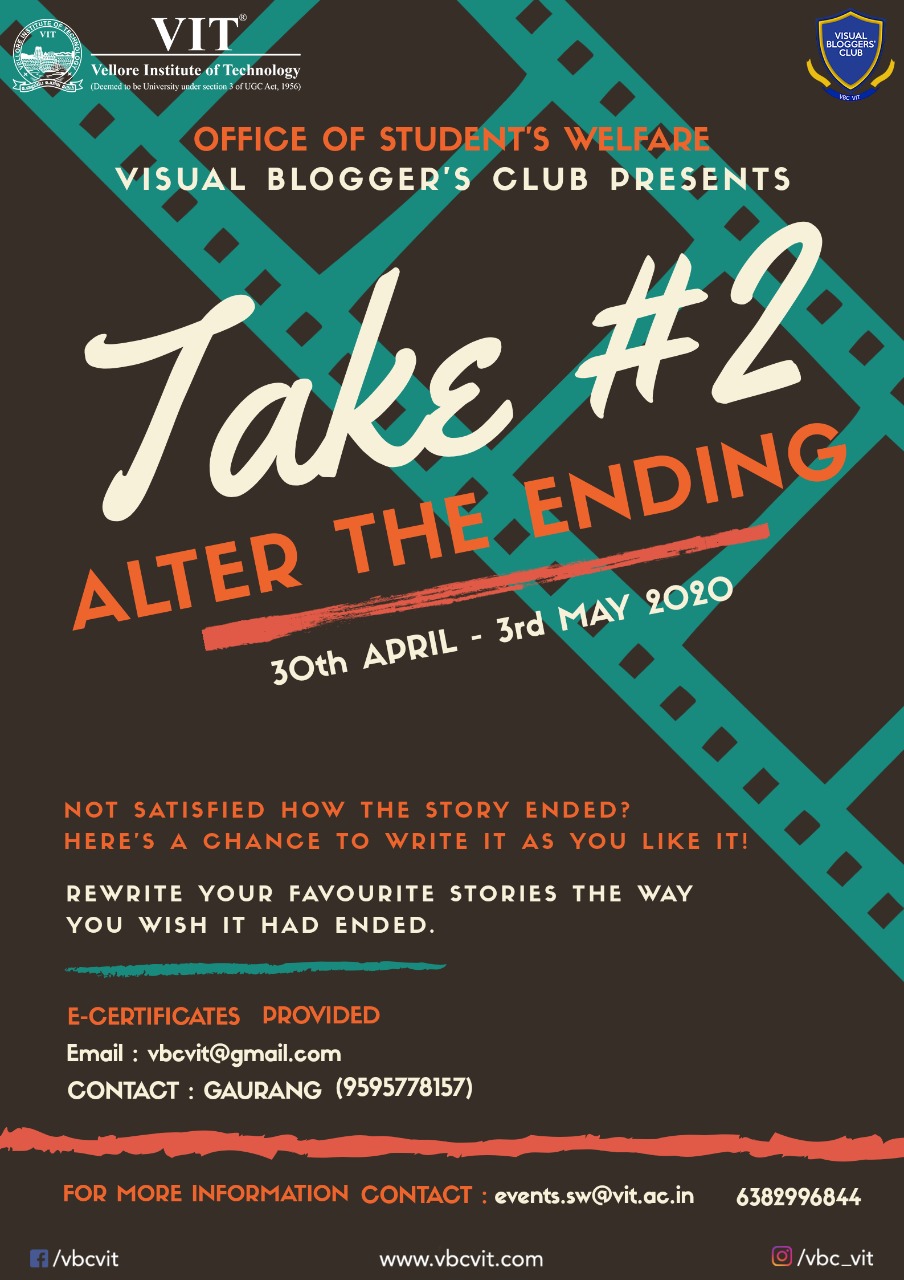 VIT®
Vellore Institute of Technology
(Deemed to be University under section 3 of UGC Act, 1956)
VIT
VISUAL
BLOGGERS'
CLUB
VBC VIT
OFFICE OF STUDENT'S WELFARE
VISUAL BLOGGER'S CLUB PRESENTS
Take #2
ALTER THE ENDING
30th APRIL - 3rd MAY 2020
NOT SATISFIED HOW THE STORY ENDED?
HERE'S A CHANCE TO WRITE IT AS YOU LIKE IT!
REWRITE YOUR FAVOURITE STORIES THE WAY
YOU WISH IT HAD ENDED.
E-CERTIFICATES PROVIDED
Email : vbcvit@gmail.com
CONTACT : GAURANG (9595778157)
FOR MORE INFORMATION CONTACT : events.sw@vit.ac.in 6382996844
/vbcvit www.vbcvit.com /vbc_vit